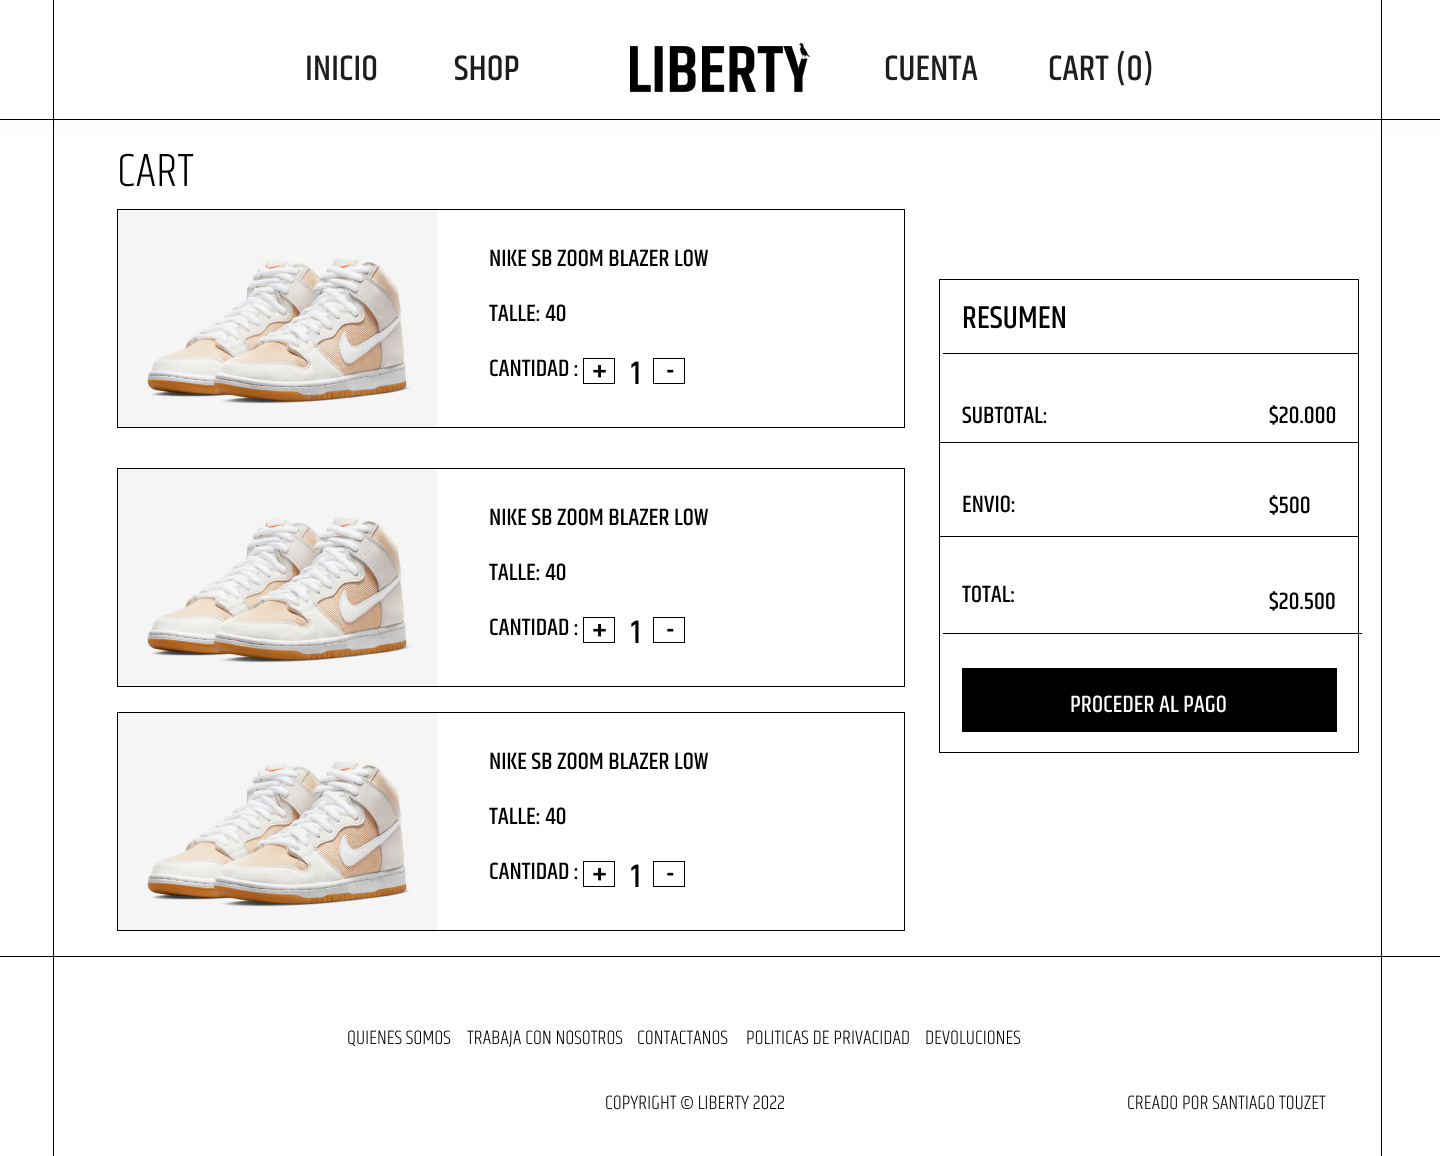 INICIO SHOP LIBERTY CUENTA CART (0)
CART
NIKE SB ZOOM BLAZER LOW
TALLE: 40
CANTIDAD : + 1 -
NIKE SB ZOOM BLAZER LOW
TALLE: 40
CANTIDAD : + 1 -
NIKE SB ZOOM BLAZER LOW
TALLE: 40
CANTIDAD : + 1 -
RESUMEN
SUBTOTAL: $20.000
ENVIO: $500
TOTAL: $20.500
PROCEDER AL PAGO
QUIENES SOMOS TRABAJA CON NOSOTROS CONTACTANOS POLITICAS DE PRIVACIDAD DEVOLUCIONES
COPYRIGHT © LIBERTY 2022 CREADO POR SANTIAGO TOUZET